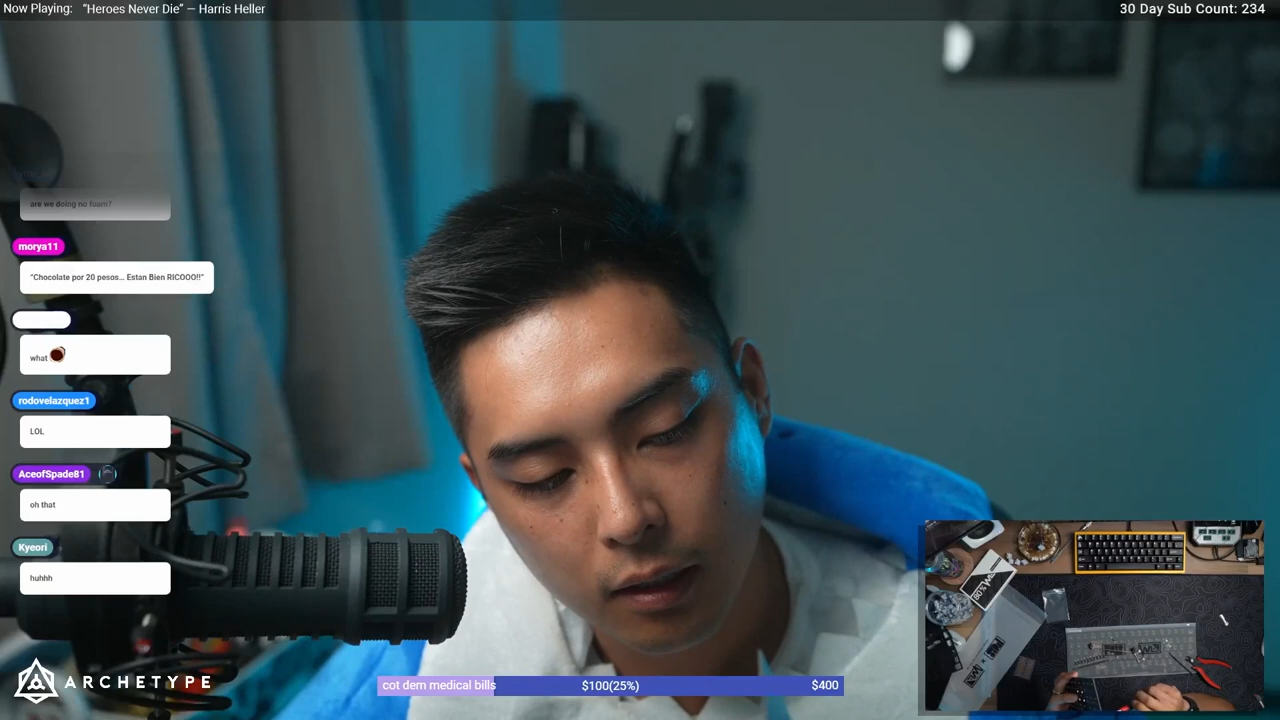 Now Playing: “Heroes Never Die” — Harris Heller
30 Day Sub Count: 234
are we doing no foam?
morya11
“Chocolate por 20 pesos... Estan Bien RICOOO!!”
what
rodovelazquez1
LOL
AceofSpade81
oh that
Kyeori
huhhh
ARCHETYPE
cot dem medical bills
$100(25%)
$400